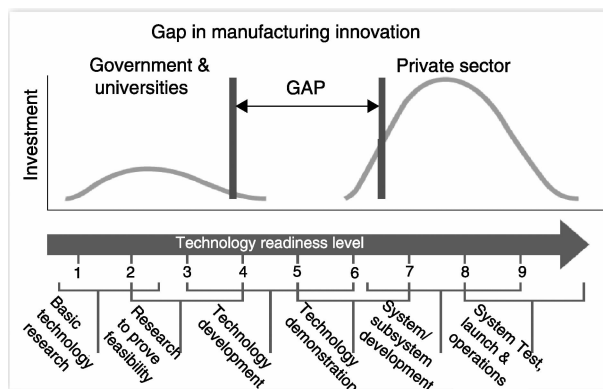 Gap in manufacturing innovation
Government &
universities
GAP
Private sector
Investment
Technology readiness level
1 2 3 4 5 6 7 8 9
Basic
technology
research
Research
to prove
feasibility
Technology
development
Technology
demonstration
System/
subsystem
development
System Test,
launch &
operations